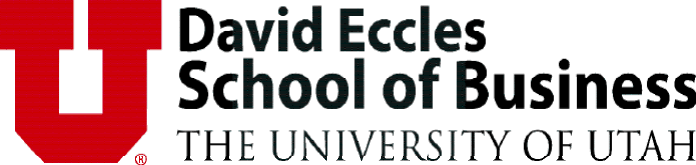 U
®
David Eccles
School of Business
THE UNIVERSITY OF UTAH